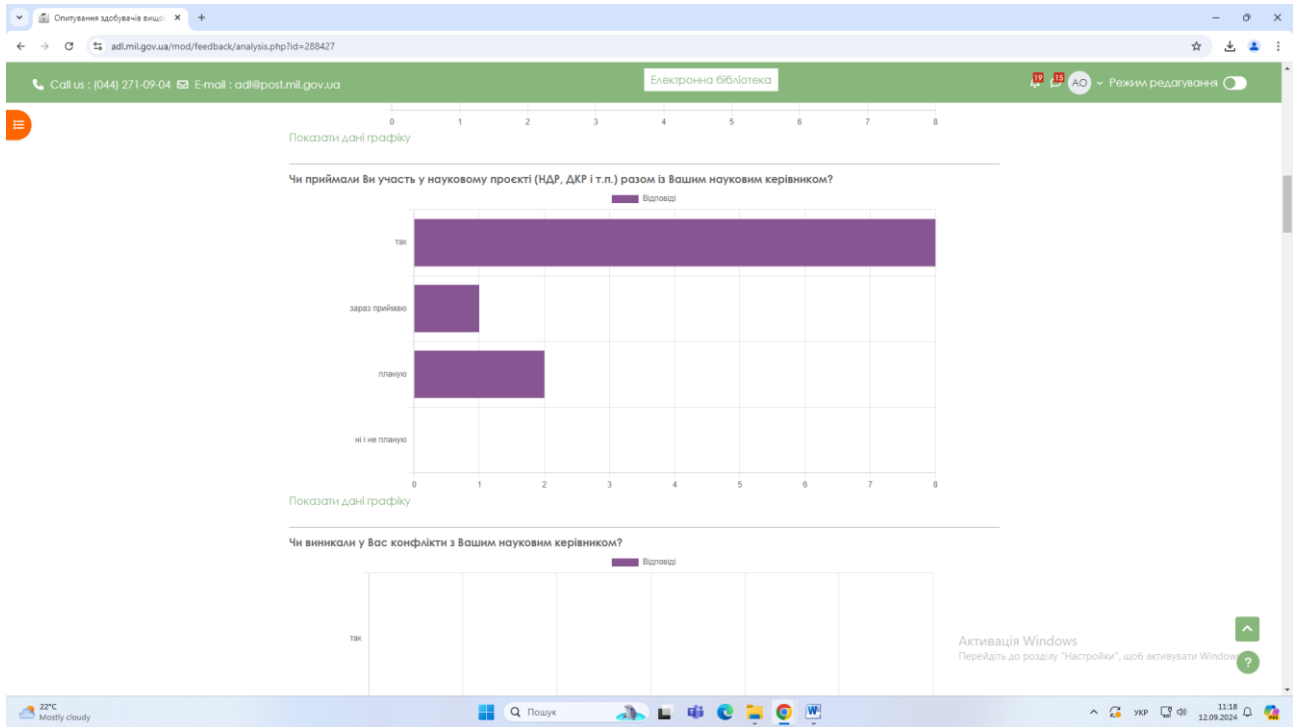 Опитування здобувачів вищої
adl.mil.gov.ua/mod/feedback/analysis.php?id=288427
Call us : (044) 271-09-04 E-mail : adl@post.mil.gov.ua
Електронна бібліотека
19 15 АО Режим редагування
0 1 2 3 4 5 6 7 8
Показати дані графіку
Чи приймали Ви участь у науковому проєкті (НДР, ДКР і т.п.) разом із Вашим науковим керівником?
Відповіді
так
зараз приймаю
планую
ні і не планую
0 1 2 3 4 5 6 7 8
Показати дані графіку
Чи виникали у Вас конфлікти з Вашим науковим керівником?
Відповіді
так
Активація Windows
Перейдіть до розділу "Настройки", щоб активувати Window
?
22°C
Mostly cloudy
Пошук
УКР
11:18
12.09.2024